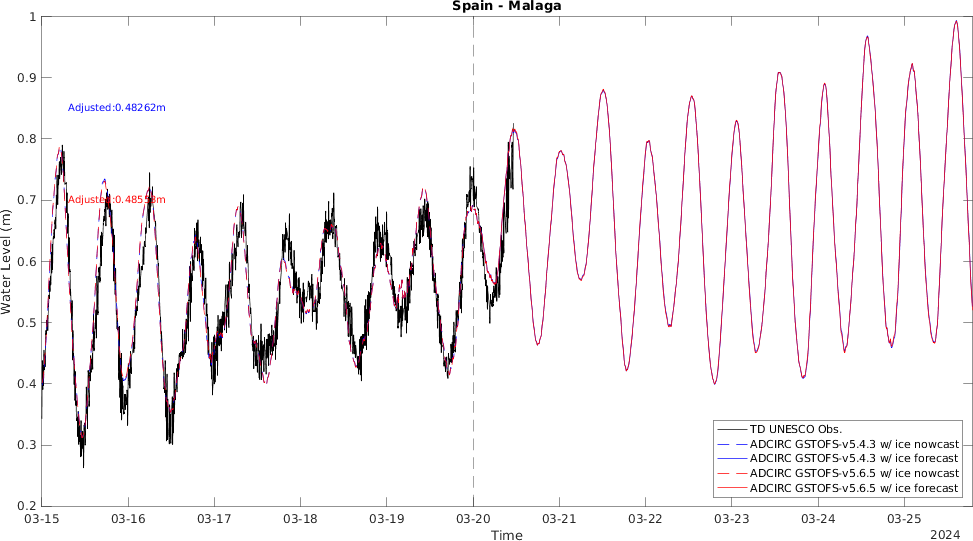 Spain - Malaga
1
0.9
0.8
0.7
0.6
0.5
0.4
0.3
0.2
Water Level (m)
Adjusted:0.48262m
03-15 03-16 03-17 03-18 03-19 03-20 03-21 03-22 03-23 03-24 03-25
Time
2024
TD UNESCO Obs.
ADCIRC GSTOFS-v5.4.3 w/ ice nowcast
ADCIRC GSTOFS-v5.4.3 w/ ice forecast
ADCIRC GSTOFS-v5.6.5 w/ ice nowcast
ADCIRC GSTOFS-v5.6.5 w/ ice forecast